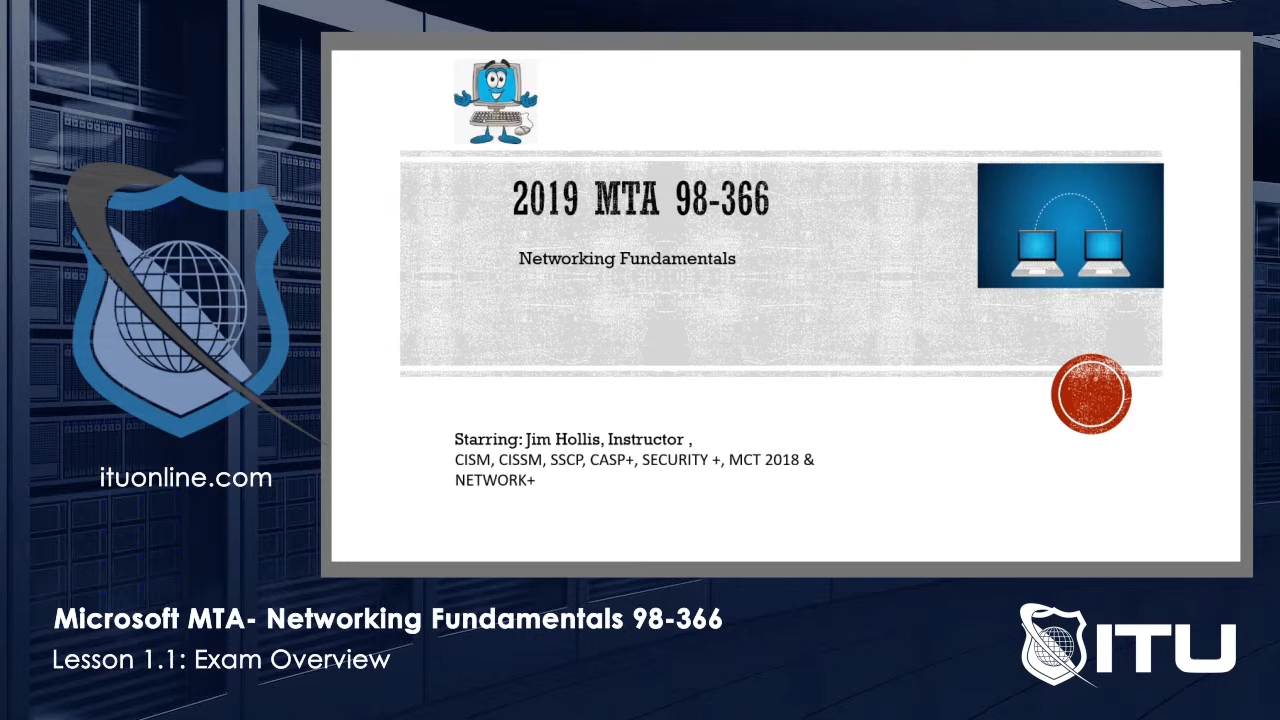 2019 MTA 98-366
Networking Fundamentals
Starring: Jim Hollis, Instructor ,
CISM, CISSM, SSCP, CASP+, SECURITY +, MCT 2018 &
NETWORK+
ituonline.com
Microsoft MTA- Networking Fundamentals 98-366
Lesson 1.1: Exam Overview
ITU